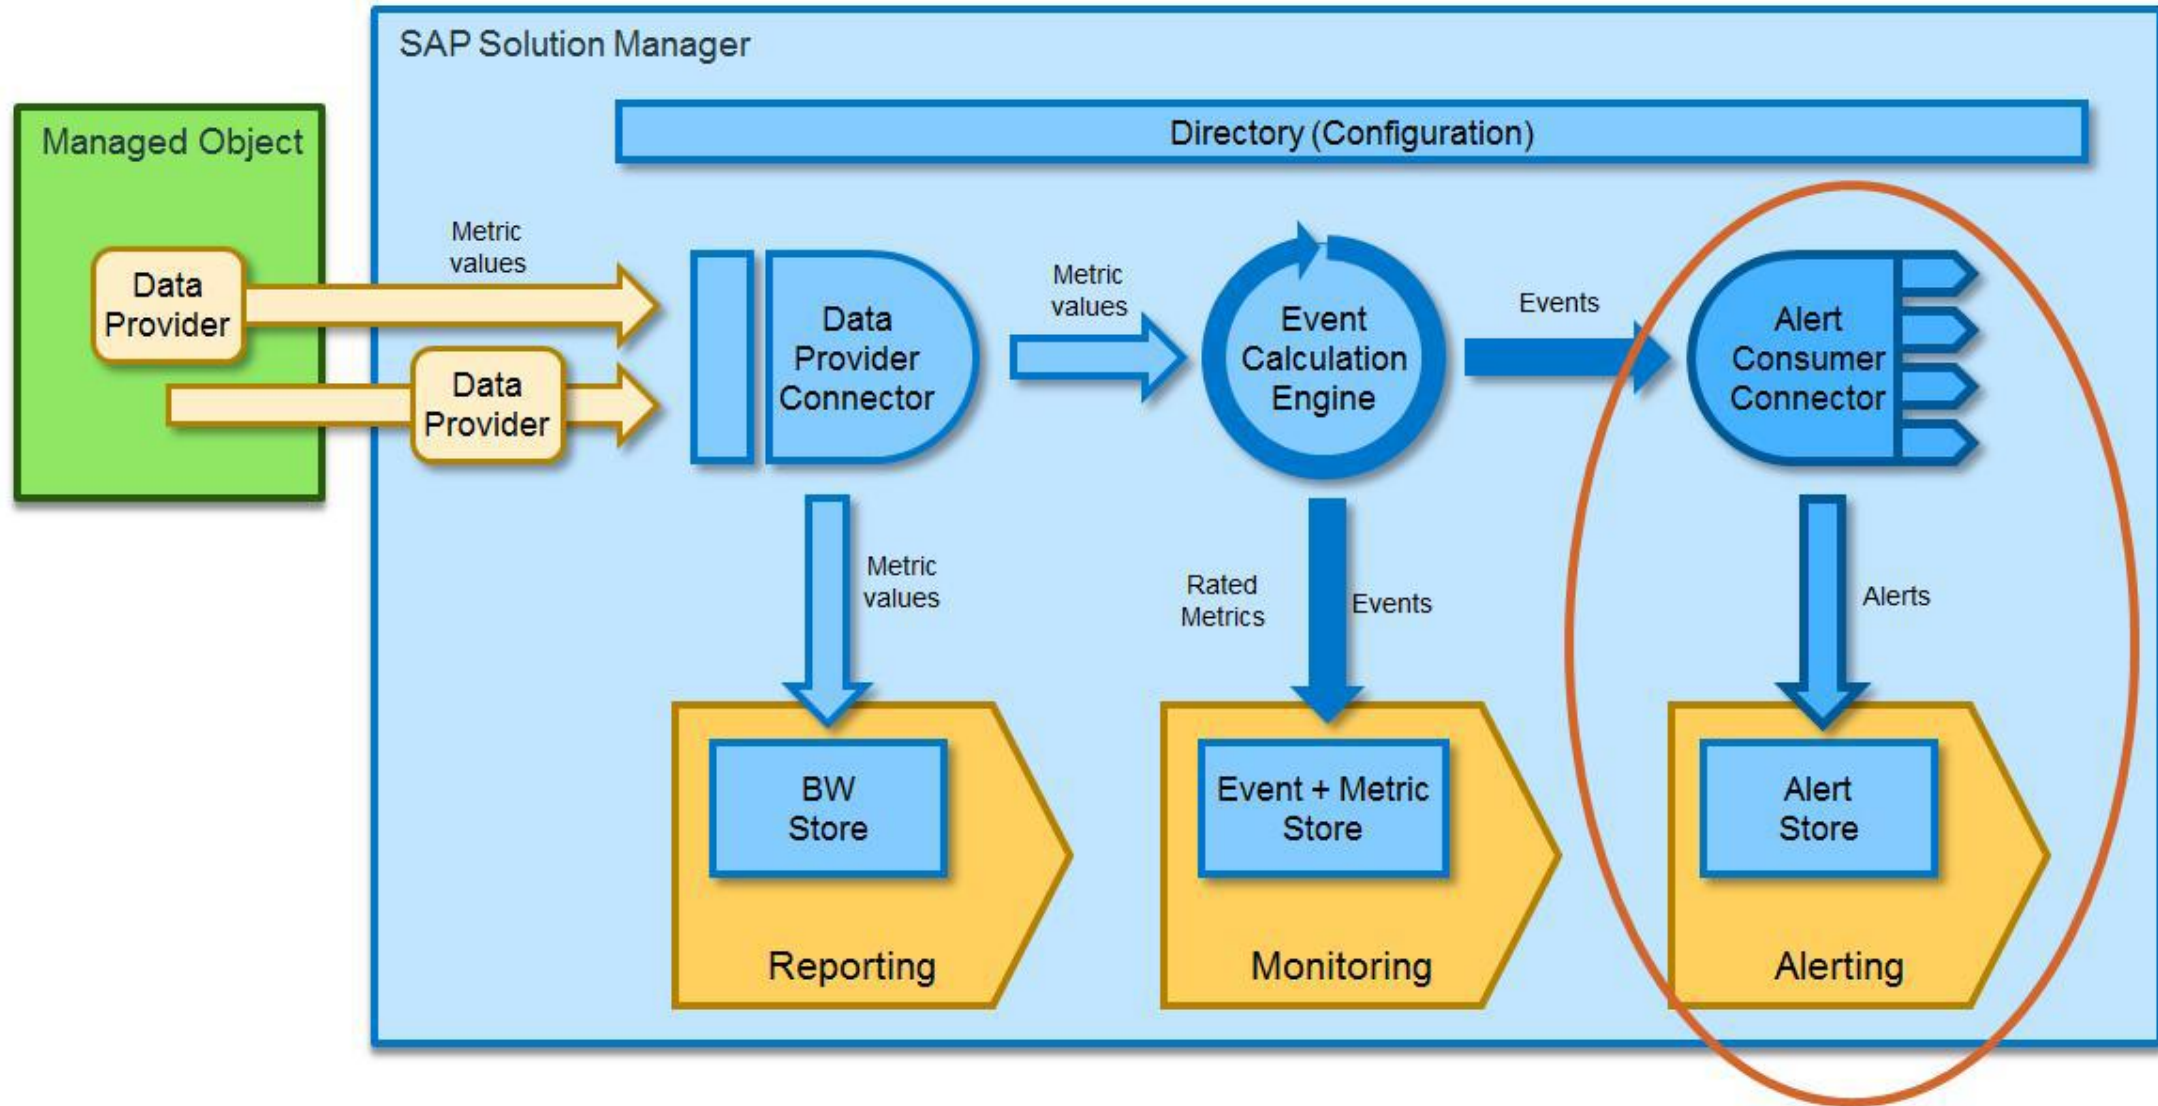 SAP Solution Manager
Directory (Configuration)
Managed Object
Data
Provider
Metric
values
Data
Provider
Data
Provider
Connector
Metric
values
Event
Calculation
Engine
Events
Alert
Consumer
Connector
Metric
values
Rated
Metrics
Events
Alerts
BW
Store
Event + Metric
Store
Alert
Store
Reporting
Monitoring
Alerting